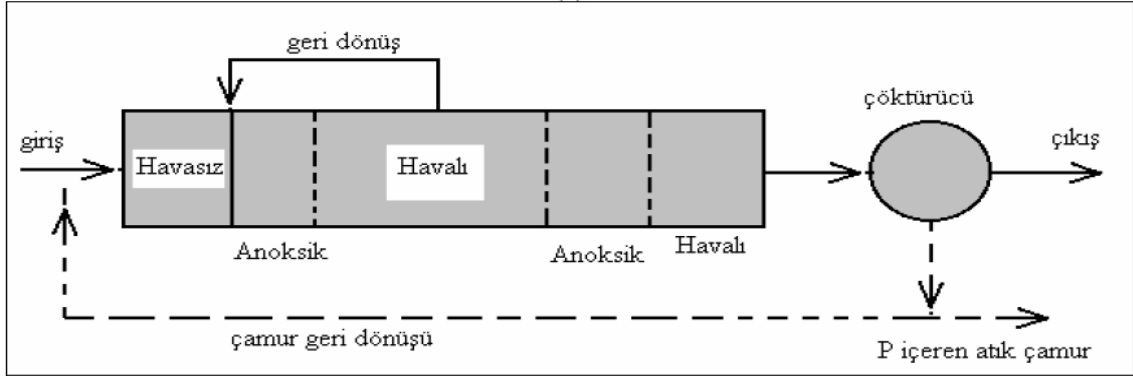 geri dönüş
çöktürücü
giriş
Havasız
Havalı
çıkış
Anoksik
Anoksik
Havalı
çamur geri dönüşü
P içeren atık çamur